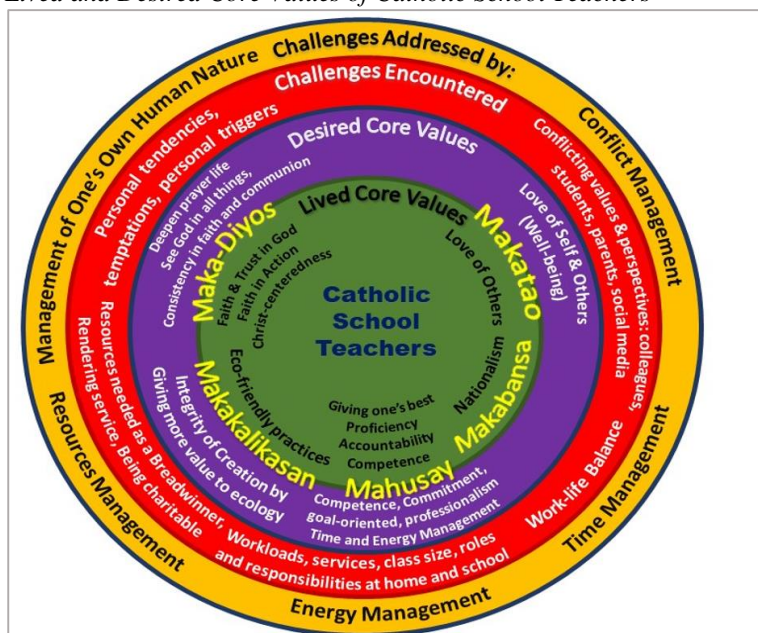 Lived and Desired Core Values of Catholic School Teachers
Challenges Addressed by:
Management of One's Own Human Nature
Conflict Management
Time Management
Energy Management
Resources Management
Challenges Encountered
Personal tendencies,
temptations, personal triggers
Conflicting values & perspectives: colleagues,
students, parents, social media
Work-life Balance
Workloads, services, class size, roles
and responsibilities at home and school
Resources needed as a Breadwinner,
Rendering service, Being charitable
Desired Core Values
Deepen prayer life
See God in all things,
Consistency in faith and communion
Love of Self & Others
(Well-being)
Competence, Commitment,
goal-oriented, professionalism
Time and Energy Management
Integrity of Creation by
Giving more value to ecology
Lived Core Values
Maka-Diyos
Makatao
Makabansa
Mahusay
Makakalikasan
Faith & Trust in God
Faith in Action
Christ-centeredness
Love of Others
Nationalism
Giving one's best
Proficiency
Accountability
Competence
Eco-friendly practices
Catholic
School
Teachers